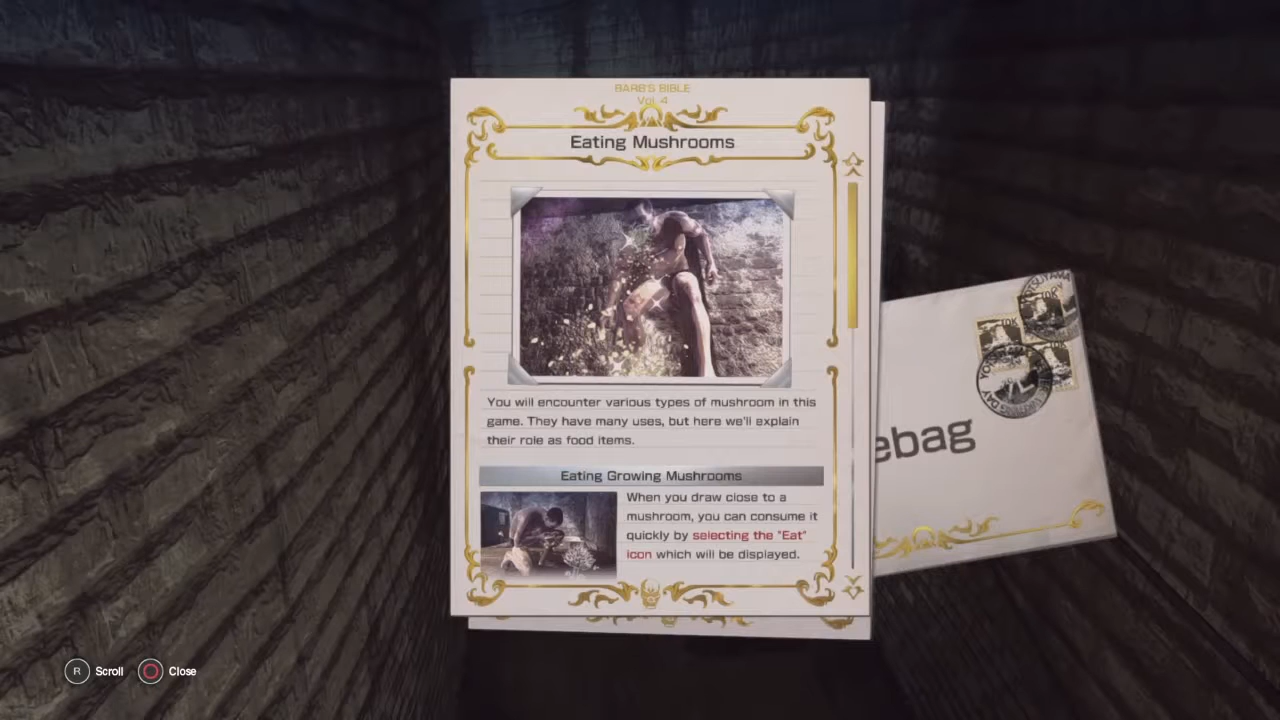 BARB'S BIBLE
Vol. 4
Eating Mushrooms
You will encounter various types of mushroom in this
game. They have many uses, but here we'll explain
their role as food items.
Eating Growing Mushrooms
When you draw close to a
mushroom, you can consume it
quickly by selecting the "Eat"
icon which will be displayed.
ebag
R Scroll
Close